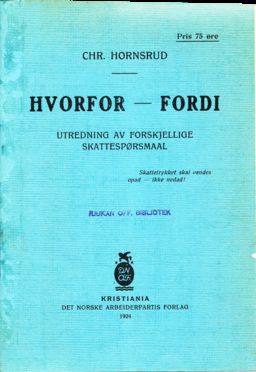 Pris 75 øre
CHR. HORNSRUD
HVORFOR — FORDI
UTREDNING AV FORSKJELLIGE
SKATTESPØRSMAAL
Skattetrykket skal vendes
opad — ikke nedad!
RJUKAN OFF. BIBLIOTEK
KRISTIANIA
DET NORSKE ARBEIDERPARTIS FORLAG
1924